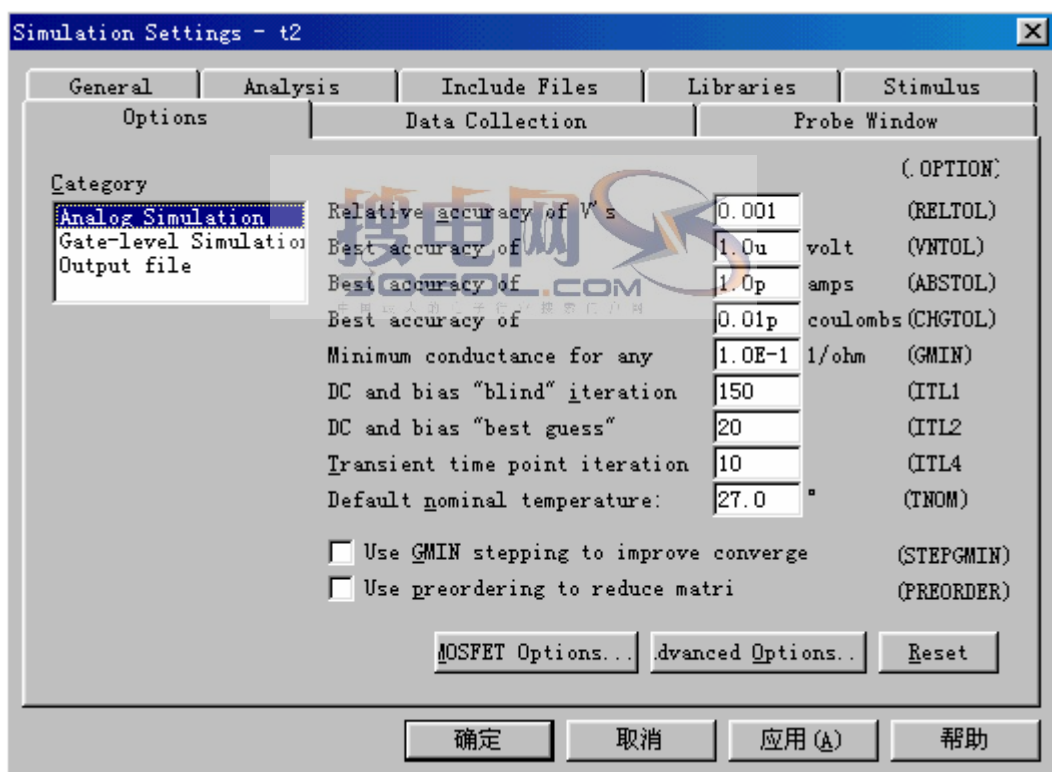 Simulation Settings - t2
General Analysis Include Files Libraries Stimulus
Options Data Collection Probe Window
(.OPTION)
Category
Analog Simulation
Gate-level Simulation
Output file
Relative accuracy of V's 0.001 (RELTOL)
Best accuracy of 1.0u volt (VNTOL)
Best accuracy of 1.0p amps (ABSTOL)
Best accuracy of 0.01p coulombs (CHGTOL)
Minimum conductance for any 1.0E-1 1/ohm (GMIN)
DC and bias "blind" iteration 150 (ITL1
DC and bias "best guess" 20 (ITL2
Transient time point iteration 10 (ITL4
Default nominal temperature: 27.0 ° (TNOM)
Use GMIN stepping to improve converge (STEPGMIN)
Use preordering to reduce matri (PREORDER)
MOSFET Options... .dvanced Options.. Reset
确定 取消 应用(A) 帮助
搜电网
SOSOL.COM